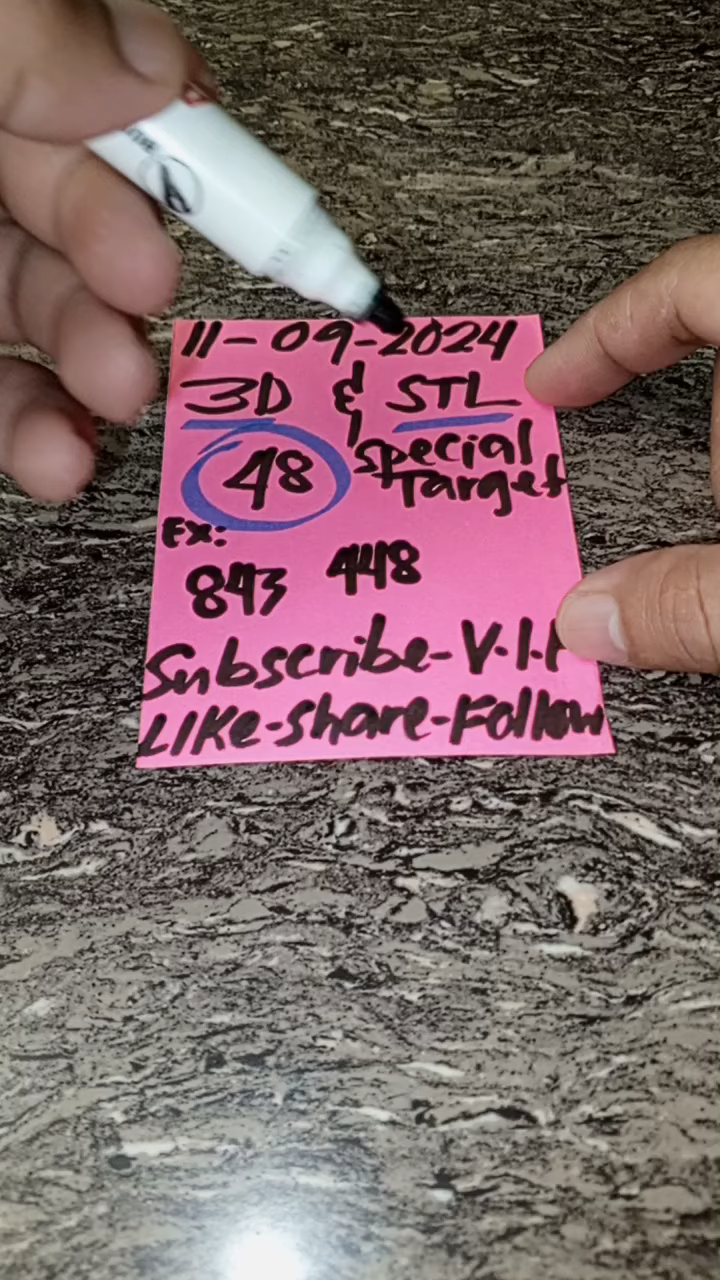 11-09-2024
3D & STL
48 Special Target
EX:
843 448
Subscribe-V.I.P
LIKe-share-Follow